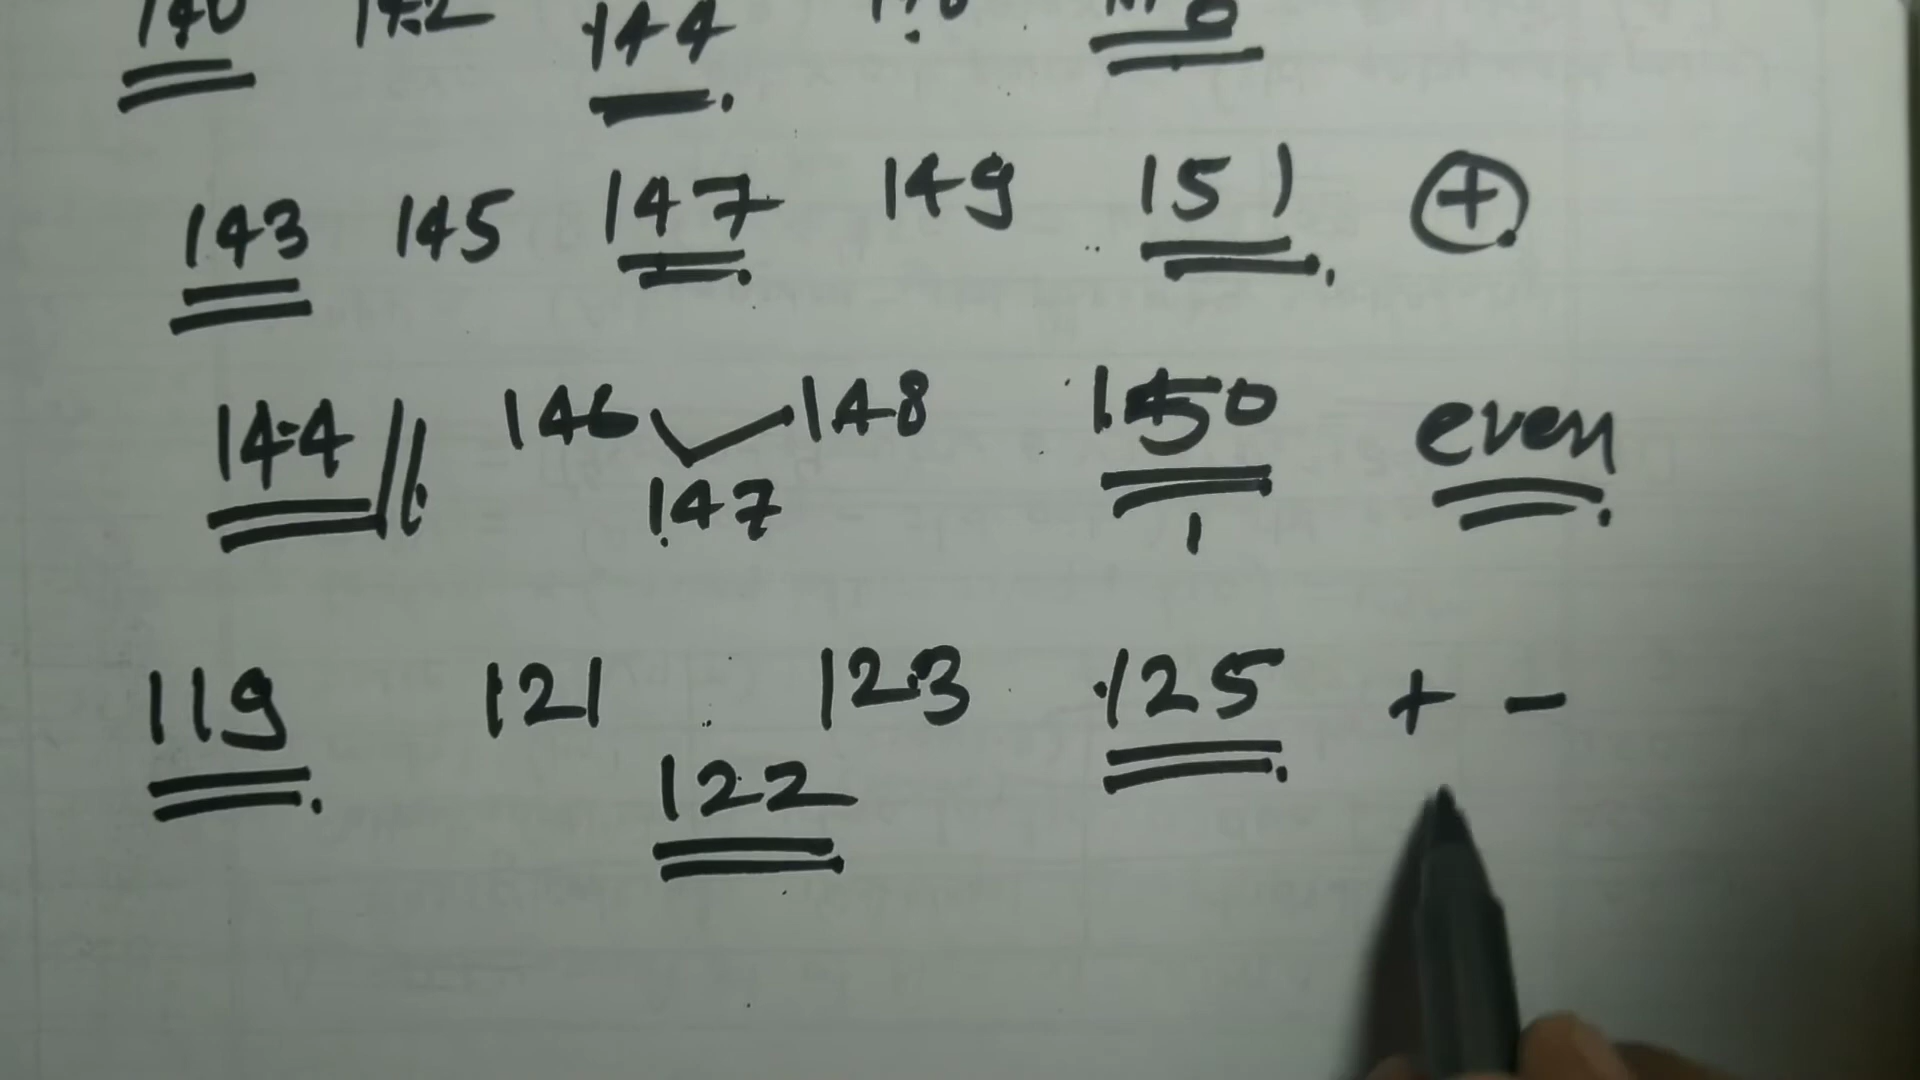 140 142 144
143 145 147 149 151 +
144 146 148 150 even
147
119 121 123 125 + -
122